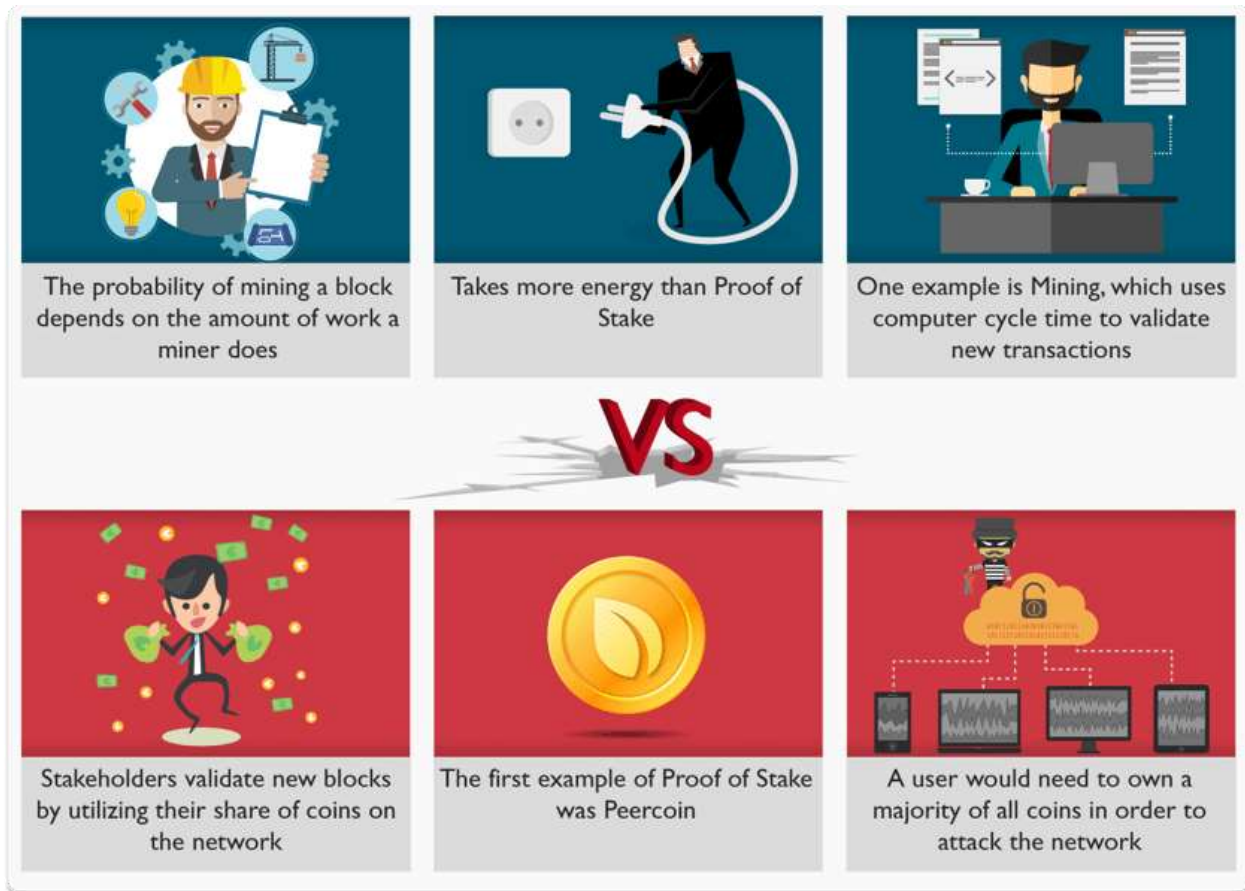 The probability of mining a block
depends on the amount of work a
miner does
Takes more energy than Proof of
Stake
One example is Mining, which uses
computer cycle time to validate
new transactions
VS
Stakeholders validate new blocks
by utilizing their share of coins on
the network
The first example of Proof of Stake
was Peercoin
A user would need to own a
majority of all coins in order to
attack the network